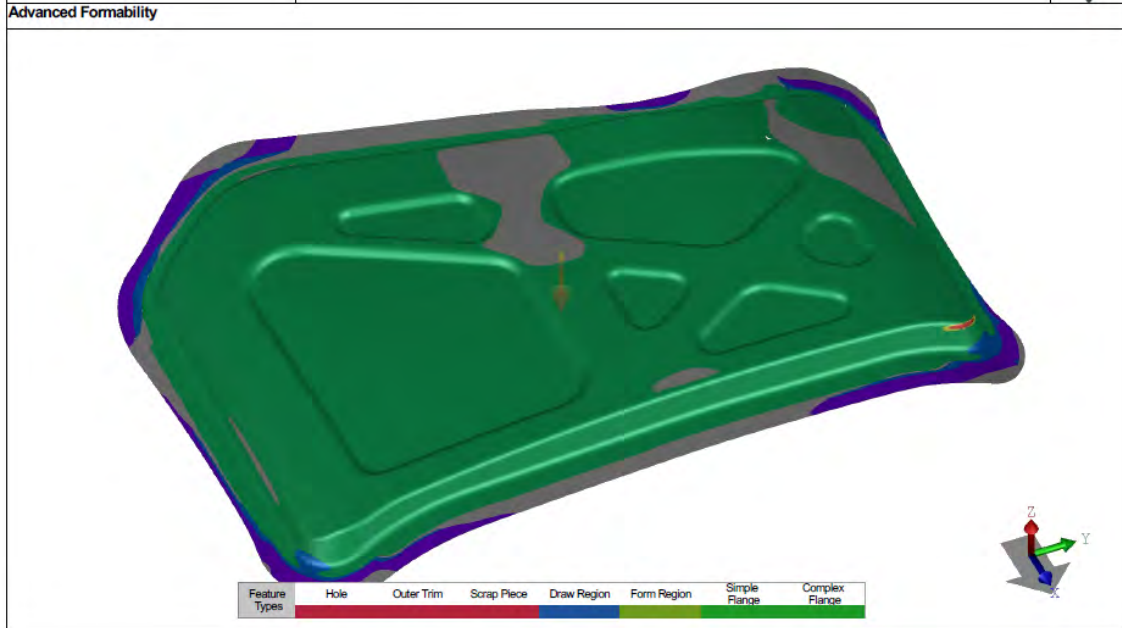 Advanced Formability
Z
Y
X
Feature Types Hole Outer Trim Scrap Piece Draw Region Form Region Simple Flange Complex Flange